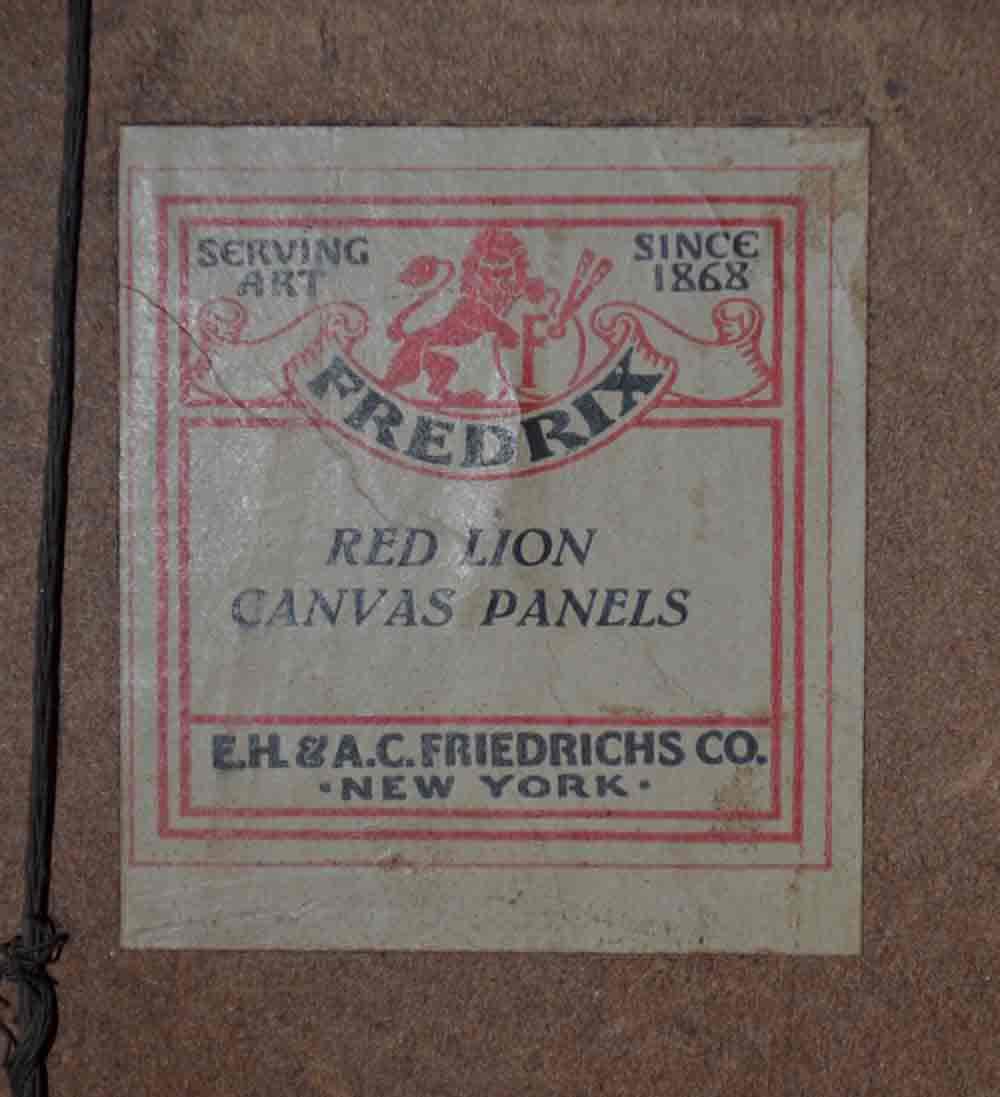 SERVING
ART
SINCE
1868
F
FREDRIX
RED LION
CANVAS PANELS
E.H. & A.C. FRIEDRICHS CO.
·NEW YORK·